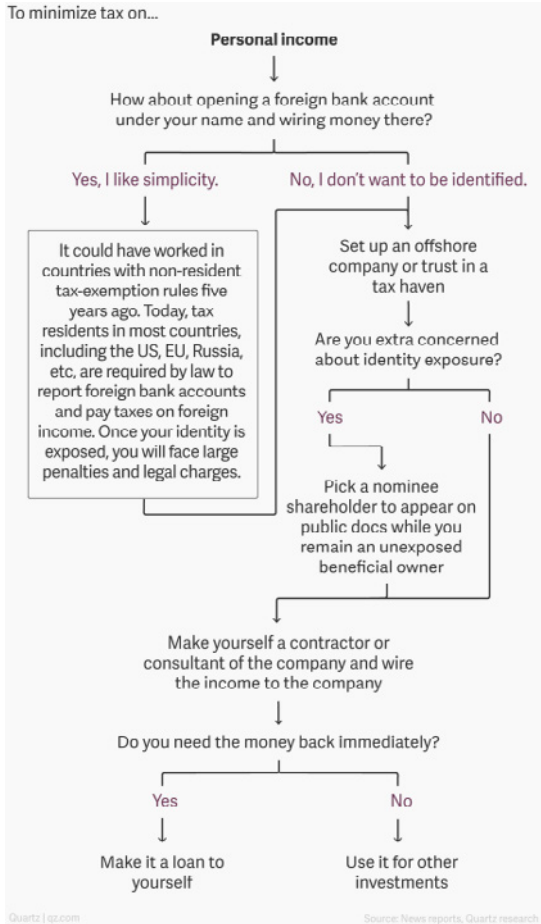 To minimize tax on...
Personal income
How about opening a foreign bank account
under your name and wiring money there?
Yes, I like simplicity.
No, I don't want to be identified.
It could have worked in
countries with non-resident
tax-exemption rules five
years ago. Today, tax
residents in most countries,
including the US, EU, Russia,
etc, are required by law to
report foreign bank accounts
and pay taxes on foreign
income. Once your identity is
exposed, you will face large
penalties and legal charges.
Set up an offshore
company or trust in a
tax haven
Are you extra concerned
about identity exposure?
Yes
No
Pick a nominee
shareholder to appear on
public docs while you
remain an unexposed
beneficial owner
Make yourself a contractor or
consultant of the company and wire
the income to the company
Do you need the money back immediately?
Yes
No
Make it a loan to
yourself
Use it for other
investments
Quartz | qz.com
Source: News reports, Quartz research